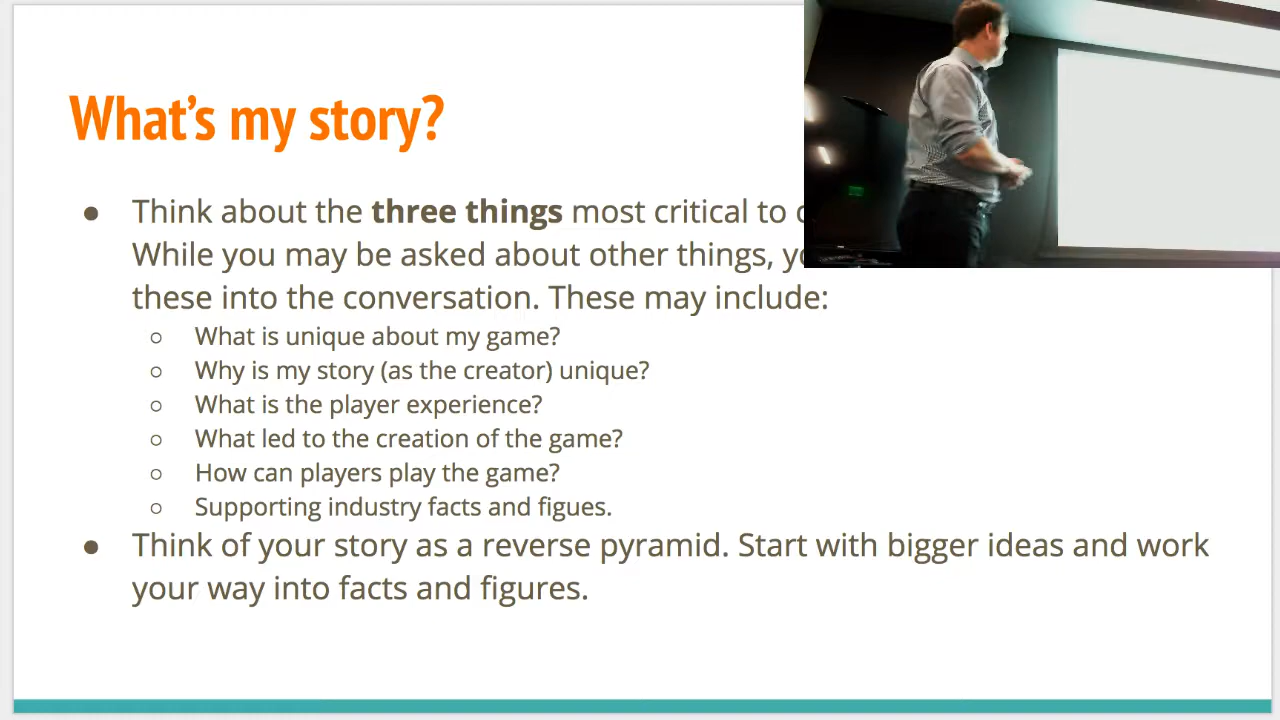 What's my story?
● Think about the three things most critical to
While you may be asked about other things,
these into the conversation. These may include:
○ What is unique about my game?
○ Why is my story (as the creator) unique?
○ What is the player experience?
○ What led to the creation of the game?
○ How can players play the game?
○ Supporting industry facts and figues.
● Think of your story as a reverse pyramid. Start with bigger ideas and work
your way into facts and figures.